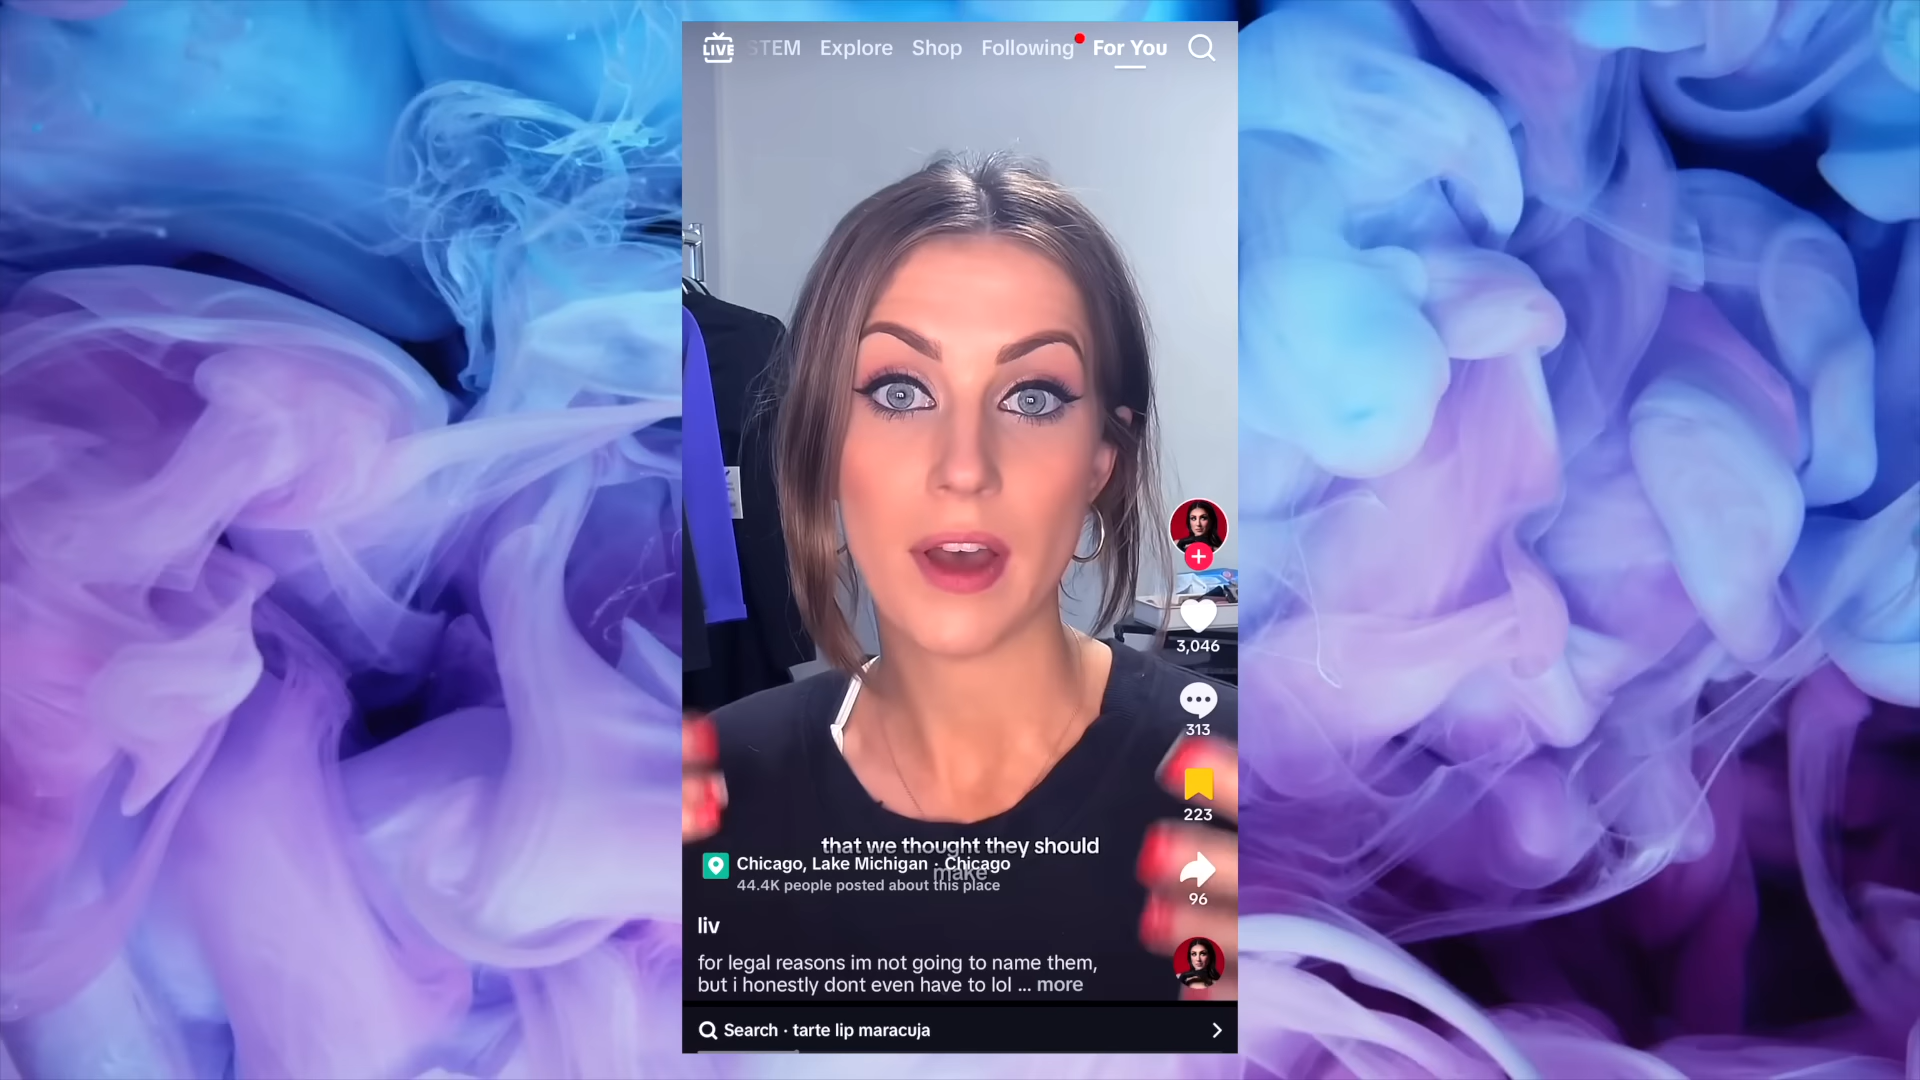 LIVE STEM Explore Shop Following For You
3,046
313
223
that we thought they should
make
Chicago, Lake Michigan · Chicago
44.4K people posted about this place
96
liv
for legal reasons im not going to name them,
but i honestly dont even have to lol ... more
Search · tarte lip maracuja